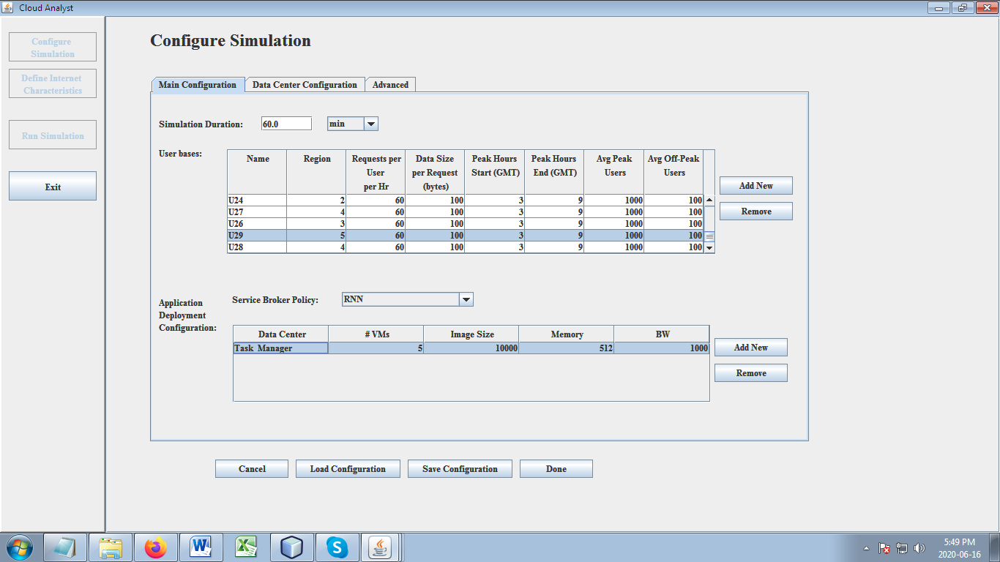 Cloud Analyst
Configure
Simulation
Define Internet
Characteristics
Run Simulation
Exit
Configure Simulation
Main Configuration Data Center Configuration Advanced
Simulation Duration: 60.0 min
User bases:
Name Region Requests per Data Size Peak Hours Peak Hours Avg Peak Avg Off-Peak
User per Request Start (GMT) End (GMT) Users Users
per Hr (bytes)
U24 2 60 100 3 9 1000 100
U27 4 60 100 3 9 1000 100
U26 3 60 100 3 9 1000 100
U29 5 60 100 3 9 1000 100
U28 4 60 100 3 9 1000 100
Add New
Remove
Application
Deployment
Configuration:
Service Broker Policy: RNN
Data Center # VMs Image Size Memory BW
Task Manager 5 10000 512 1000
Add New
Remove
Cancel Load Configuration Save Configuration Done
5:49 PM
2020-06-16